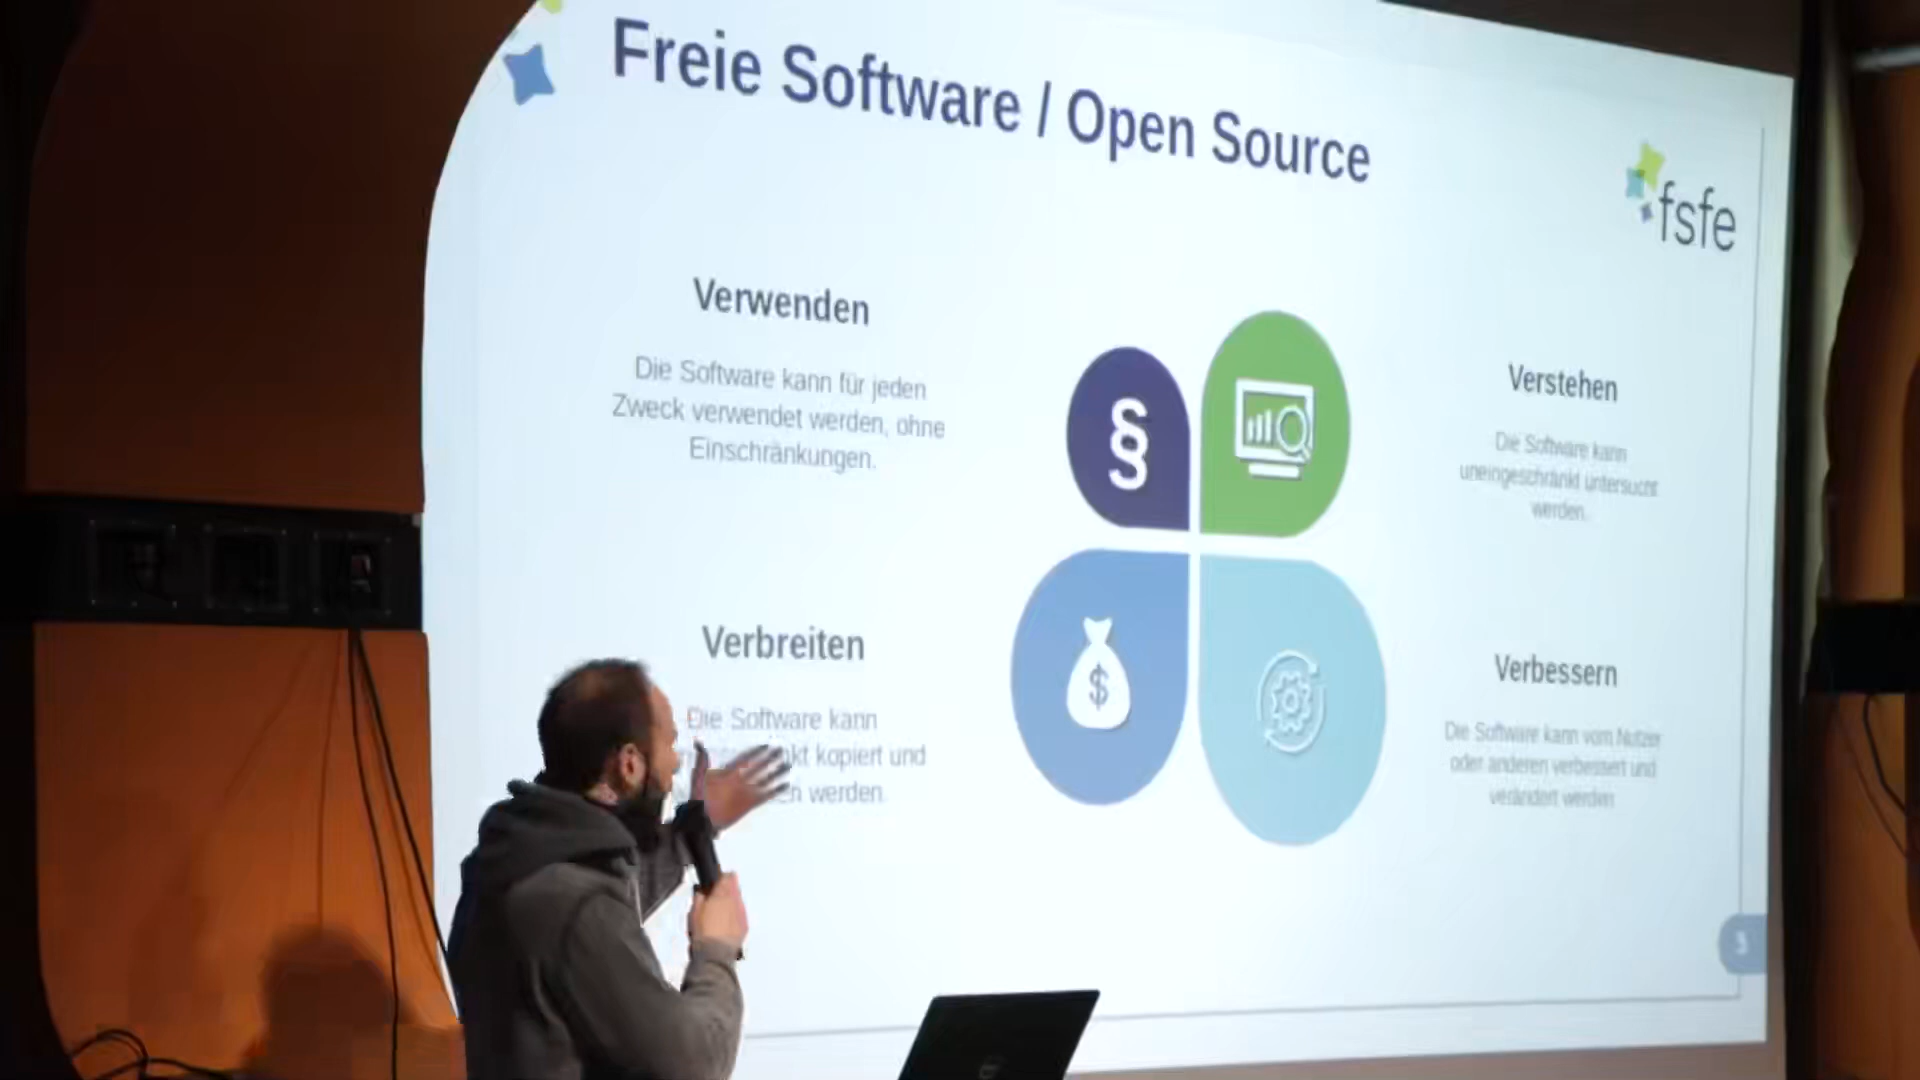 Freie Software / Open Source
fsfe
Verwenden
Die Software kann für jeden
Zweck verwendet werden, ohne
Einschränkungen.
§
Verstehen
Die Software kann
uneingeschränkt untersucht
werden.
Verbreiten
Die Software kann
kopiert und
werden.
$
Verbessern
Die Software kann vom Nutzer
oder anderen verbessert und
verändert werden
3